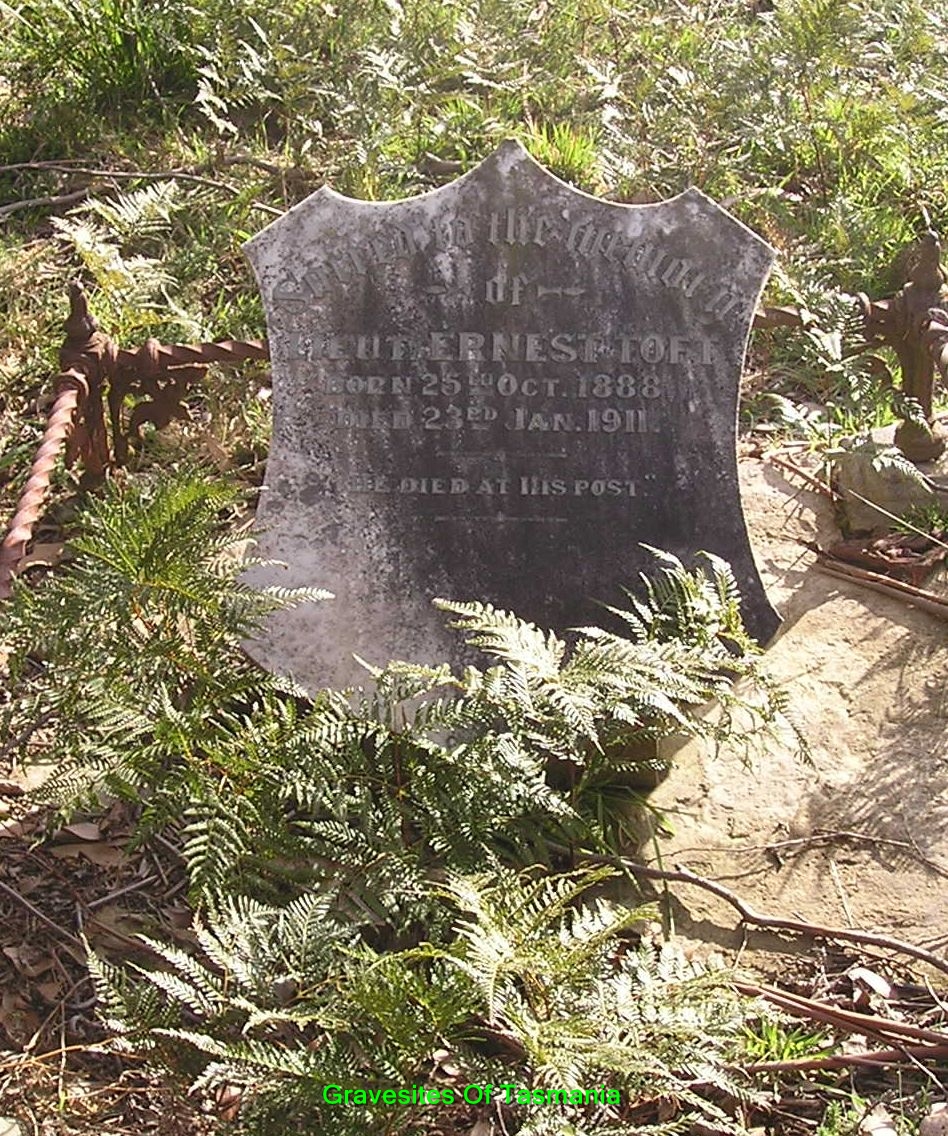 Sacred to the memory
of
LIEUT. ERNEST TOFT
BORN 25TH OCT. 1888
DIED 23RD JAN. 1911.
"HE DIED AT HIS POST."
Gravesites Of Tasmania